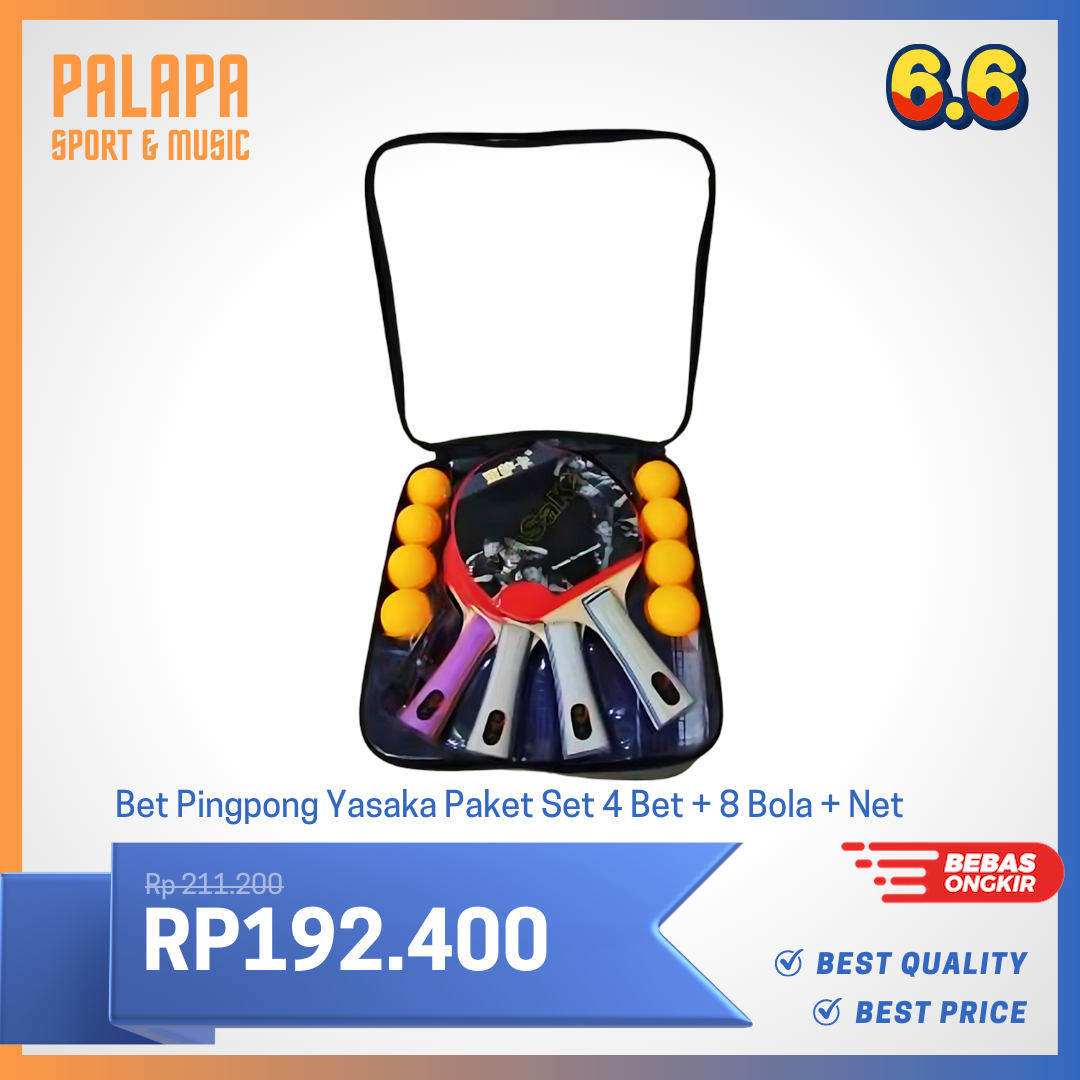 PALAPA
SPORT & MUSIC
6.6
Bet Pingpong Yasaka Paket Set 4 Bet + 8 Bola + Net
Rp 211.200
RP192.400
BEBAS
ONGKIR
BEST QUALITY
BEST PRICE